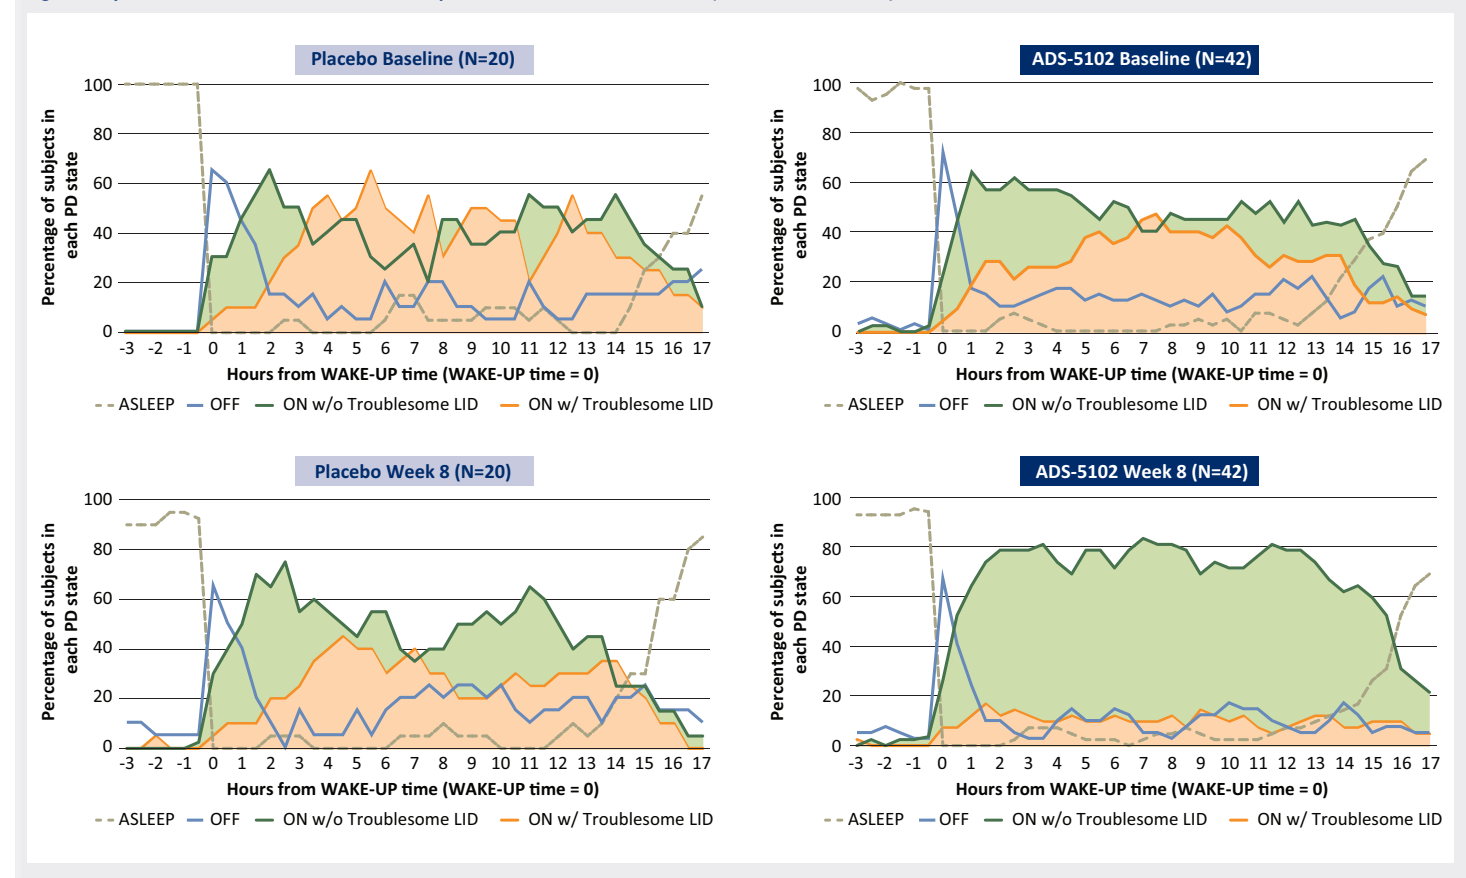 Placebo Baseline (N=20)
Percentage of subjects in
each PD state
100
80
60
40
20
0
-3 -2 -1 0 1 2 3 4 5 6 7 8 9 10 11 12 13 14 15 16 17
Hours from WAKE-UP time (WAKE-UP time = 0)
ASLEEP OFF ON w/o Troublesome LID ON w/ Troublesome LID
ADS-5102 Baseline (N=42)
Percentage of subjects in
each PD state
100
80
60
40
20
0
-3 -2 -1 0 1 2 3 4 5 6 7 8 9 10 11 12 13 14 15 16 17
Hours from WAKE-UP time (WAKE-UP time = 0)
ASLEEP OFF ON w/o Troublesome LID ON w/ Troublesome LID
Placebo Week 8 (N=20)
Percentage of subjects in
each PD state
100
80
60
40
20
0
-3 -2 -1 0 1 2 3 4 5 6 7 8 9 10 11 12 13 14 15 16 17
Hours from WAKE-UP time (WAKE-UP time = 0)
ASLEEP OFF ON w/o Troublesome LID ON w/ Troublesome LID
ADS-5102 Week 8 (N=42)
Percentage of subjects in
each PD state
100
80
60
40
20
0
-3 -2 -1 0 1 2 3 4 5 6 7 8 9 10 11 12 13 14 15 16 17
Hours from WAKE-UP time (WAKE-UP time = 0)
ASLEEP OFF ON w/o Troublesome LID ON w/ Troublesome LID